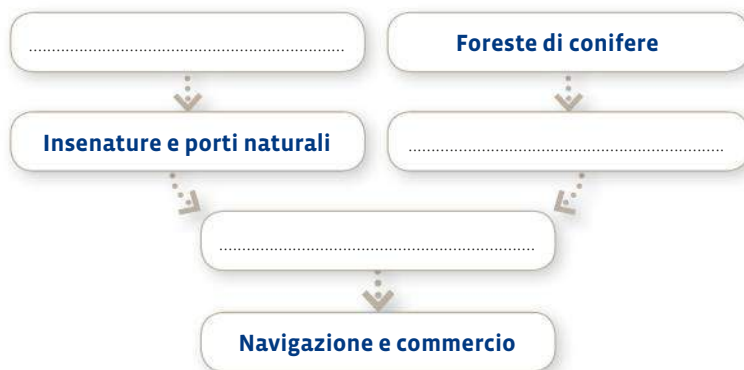 Foreste di conifere
Insenature e porti naturali
Navigazione e commercio